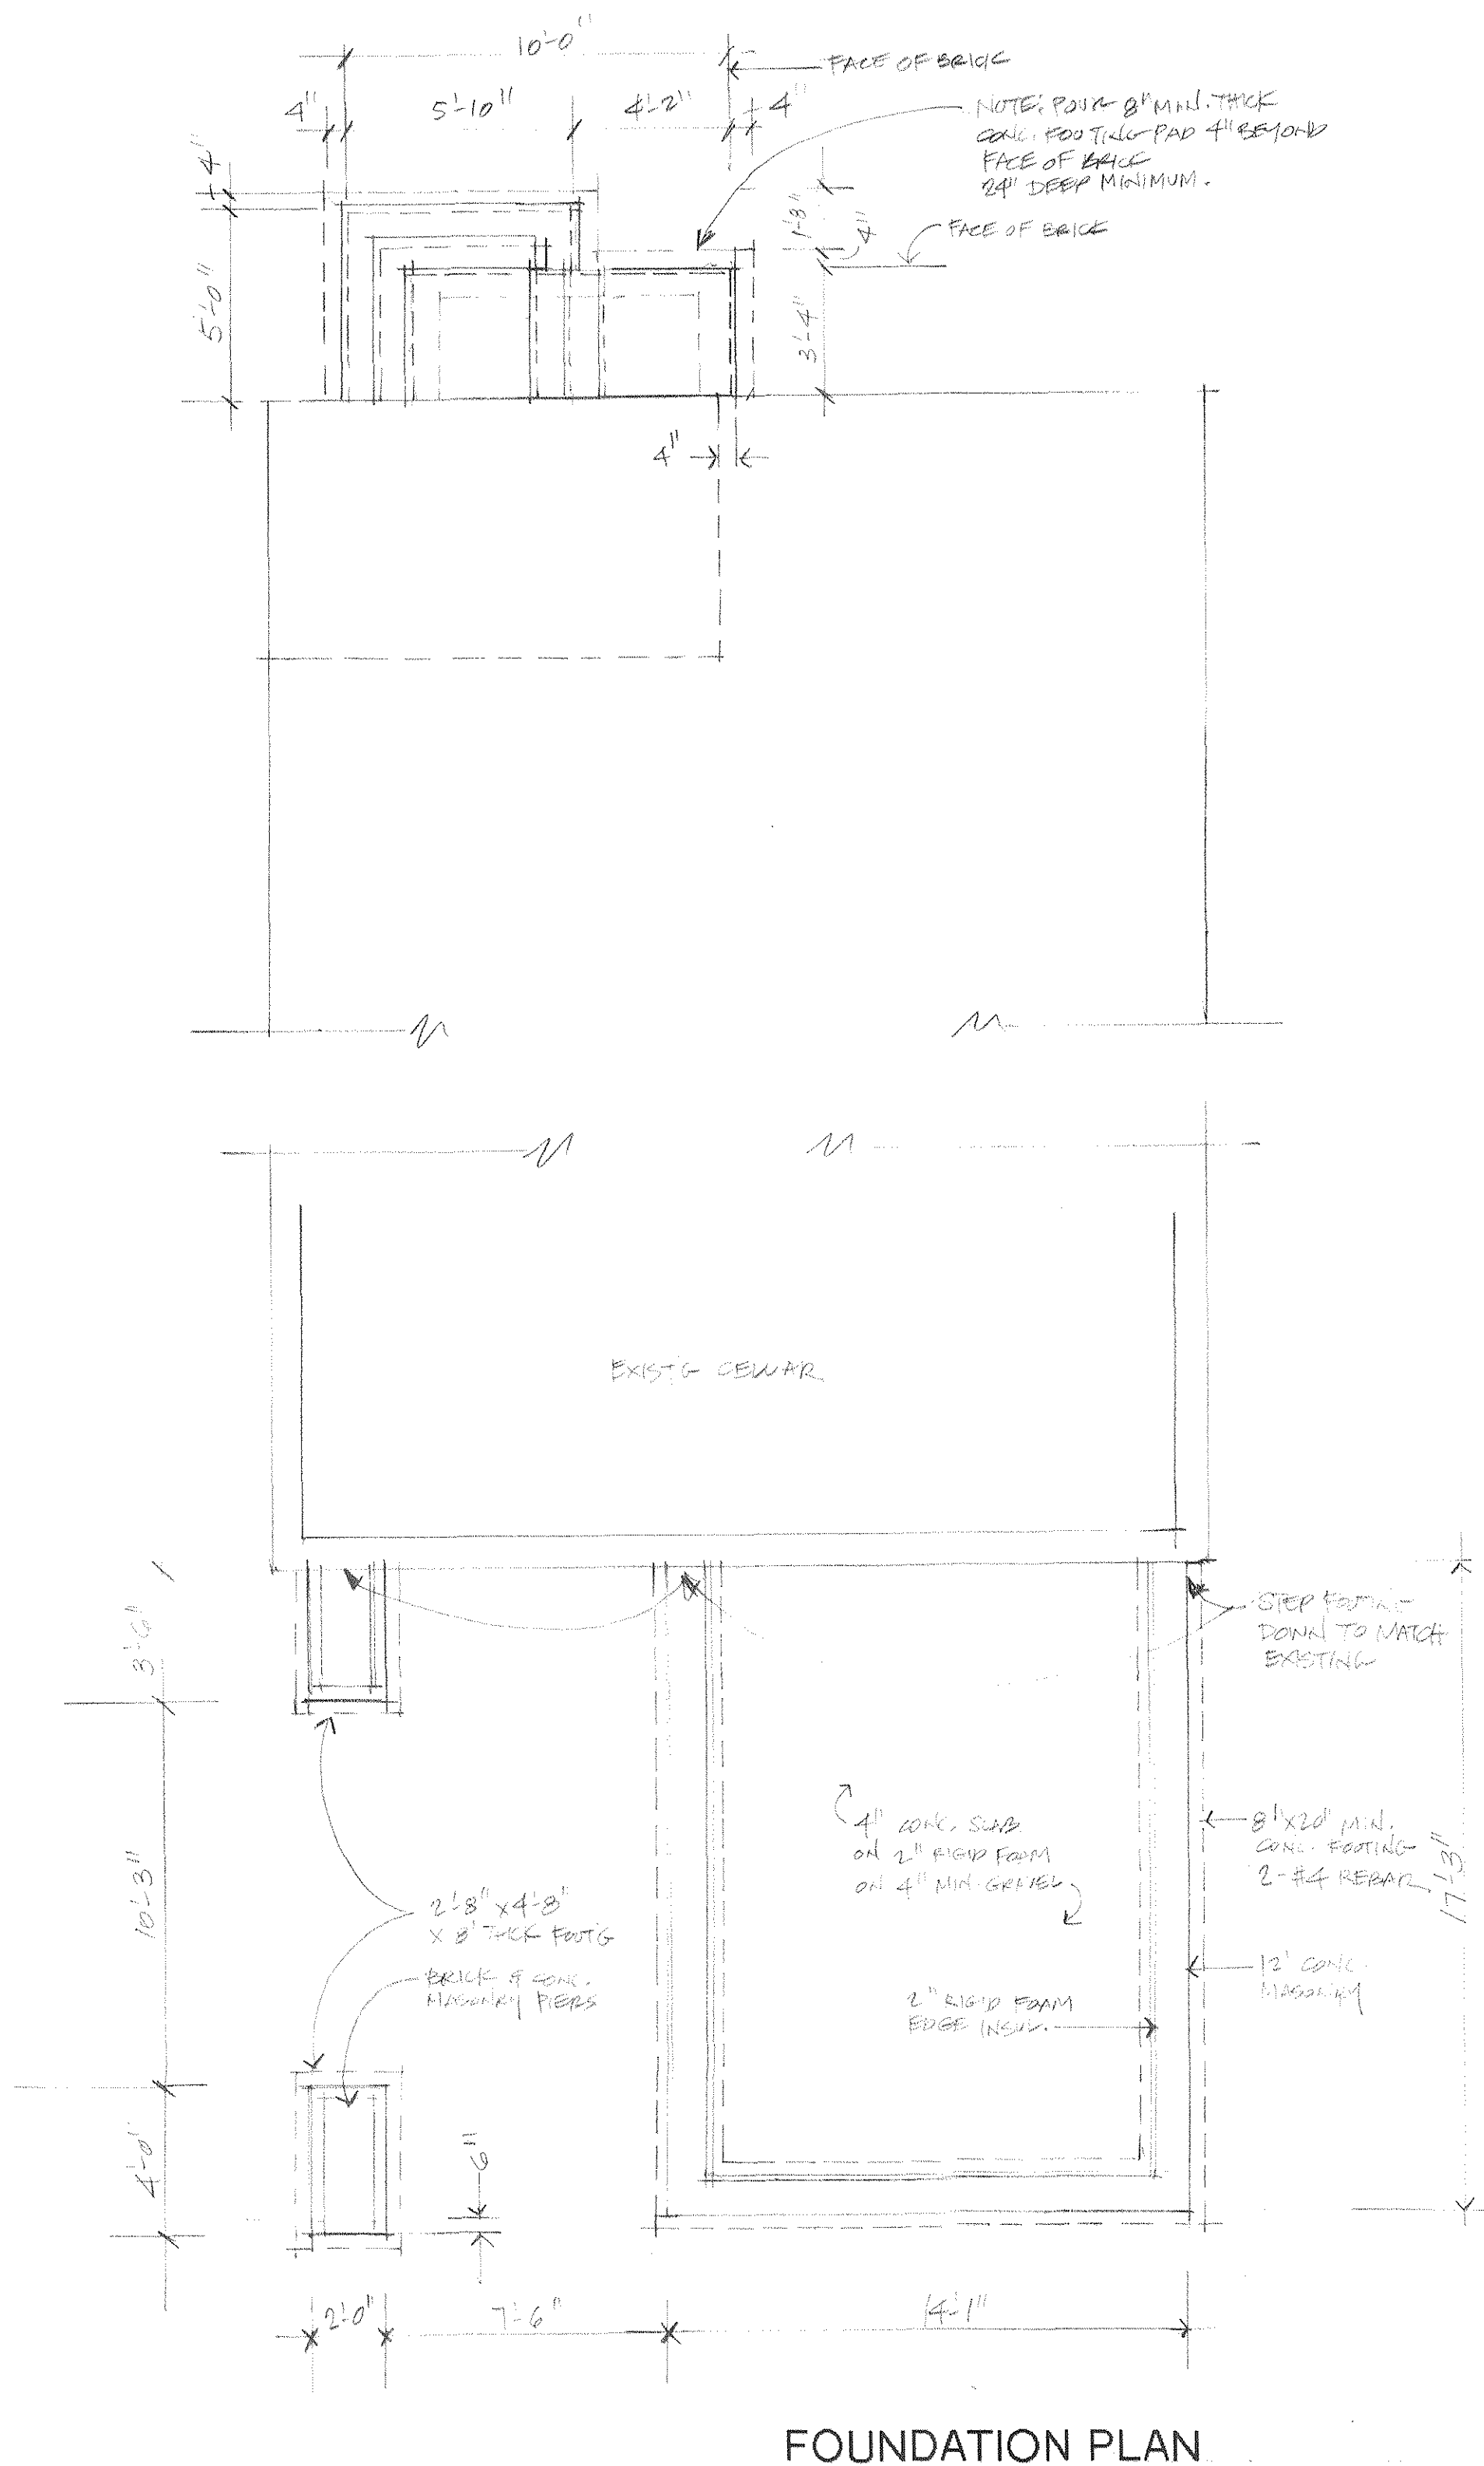 10'-0"
FACE OF BRICK
4"
5'-10"
4'-2"
4"
NOTE: POUR 8" MIN. THICK
CONC. FOOTING PAD 4" BEYOND
FACE OF BRICK
24" DEEP MINIMUM.
4"
1'-8"
4"
FACE OF BRICK
5'-0"
3'-4"
4"
EXIST'G CELLAR
3'-6"
STEP FOOTING
DOWN TO MATCH
EXISTING
4" CONC. SLAB
ON 2" RIGID FOAM
ON 4" MIN. GRAVEL
8"X20" MIN.
CONC. FOOTING
2-#4 REBAR
17'-3"
10'-3"
2'-8" X 4'-8"
X 8" THICK FOOT'G
BRICK & CONC.
MASONRY PIERS
12" CONC.
MASONRY
2" RIGID FOAM
EDGE INSUL.
4'-0"
6"
2'-0"
7'-6"
14'-1"
FOUNDATION PLAN